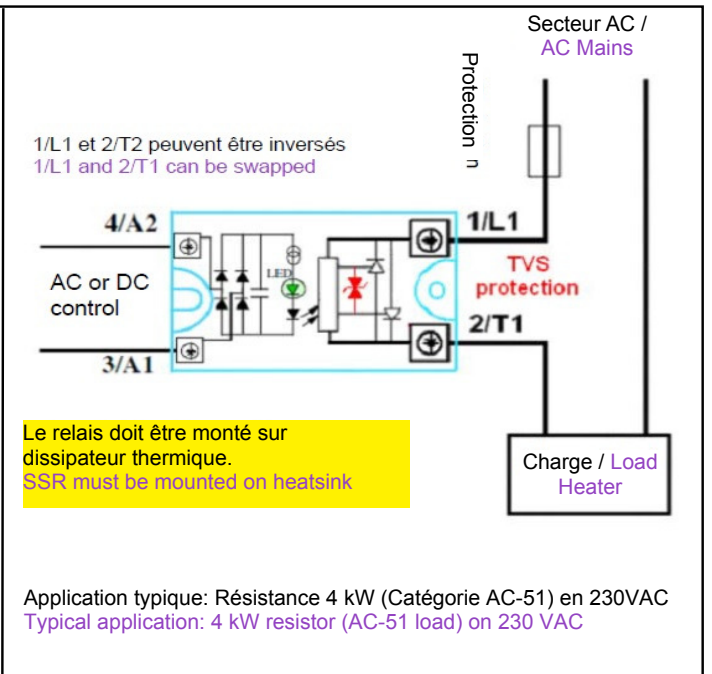 Secteur AC /
AC Mains
Protection n
1/L1 et 2/T2 peuvent être inversés
1/L1 and 2/T1 can be swapped
4/A2
1/L1
LED
TVS
protection
AC or DC
control
2/T1
3/A1
Le relais doit être monté sur
dissipateur thermique.
SSR must be mounted on heatsink
Charge / Load
Heater
Application typique: Résistance 4 kW (Catégorie AC-51) en 230VAC
Typical application: 4 kW resistor (AC-51 load) on 230 VAC